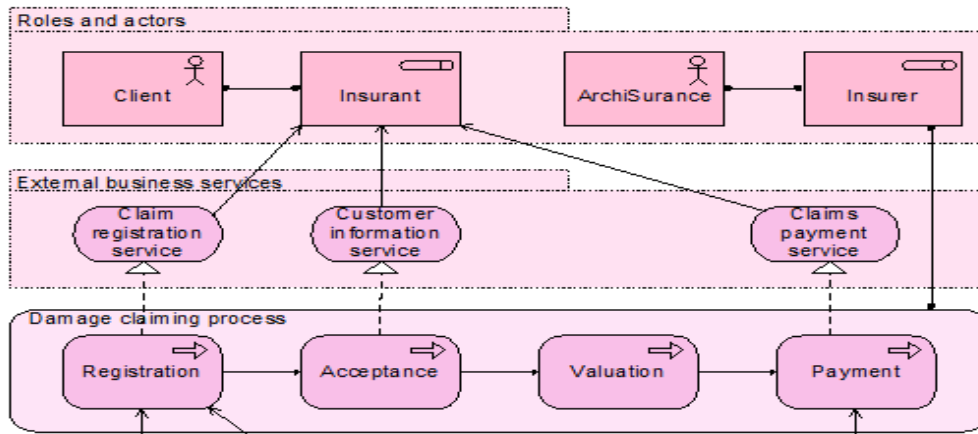 Roles and actors
Client
Insurant
ArchiSurance
Insurer
External business services
Claim
registration
service
Customer
information
service
Claims
payment
service
Damage claiming process
Registration
Acceptance
Valuation
Payment